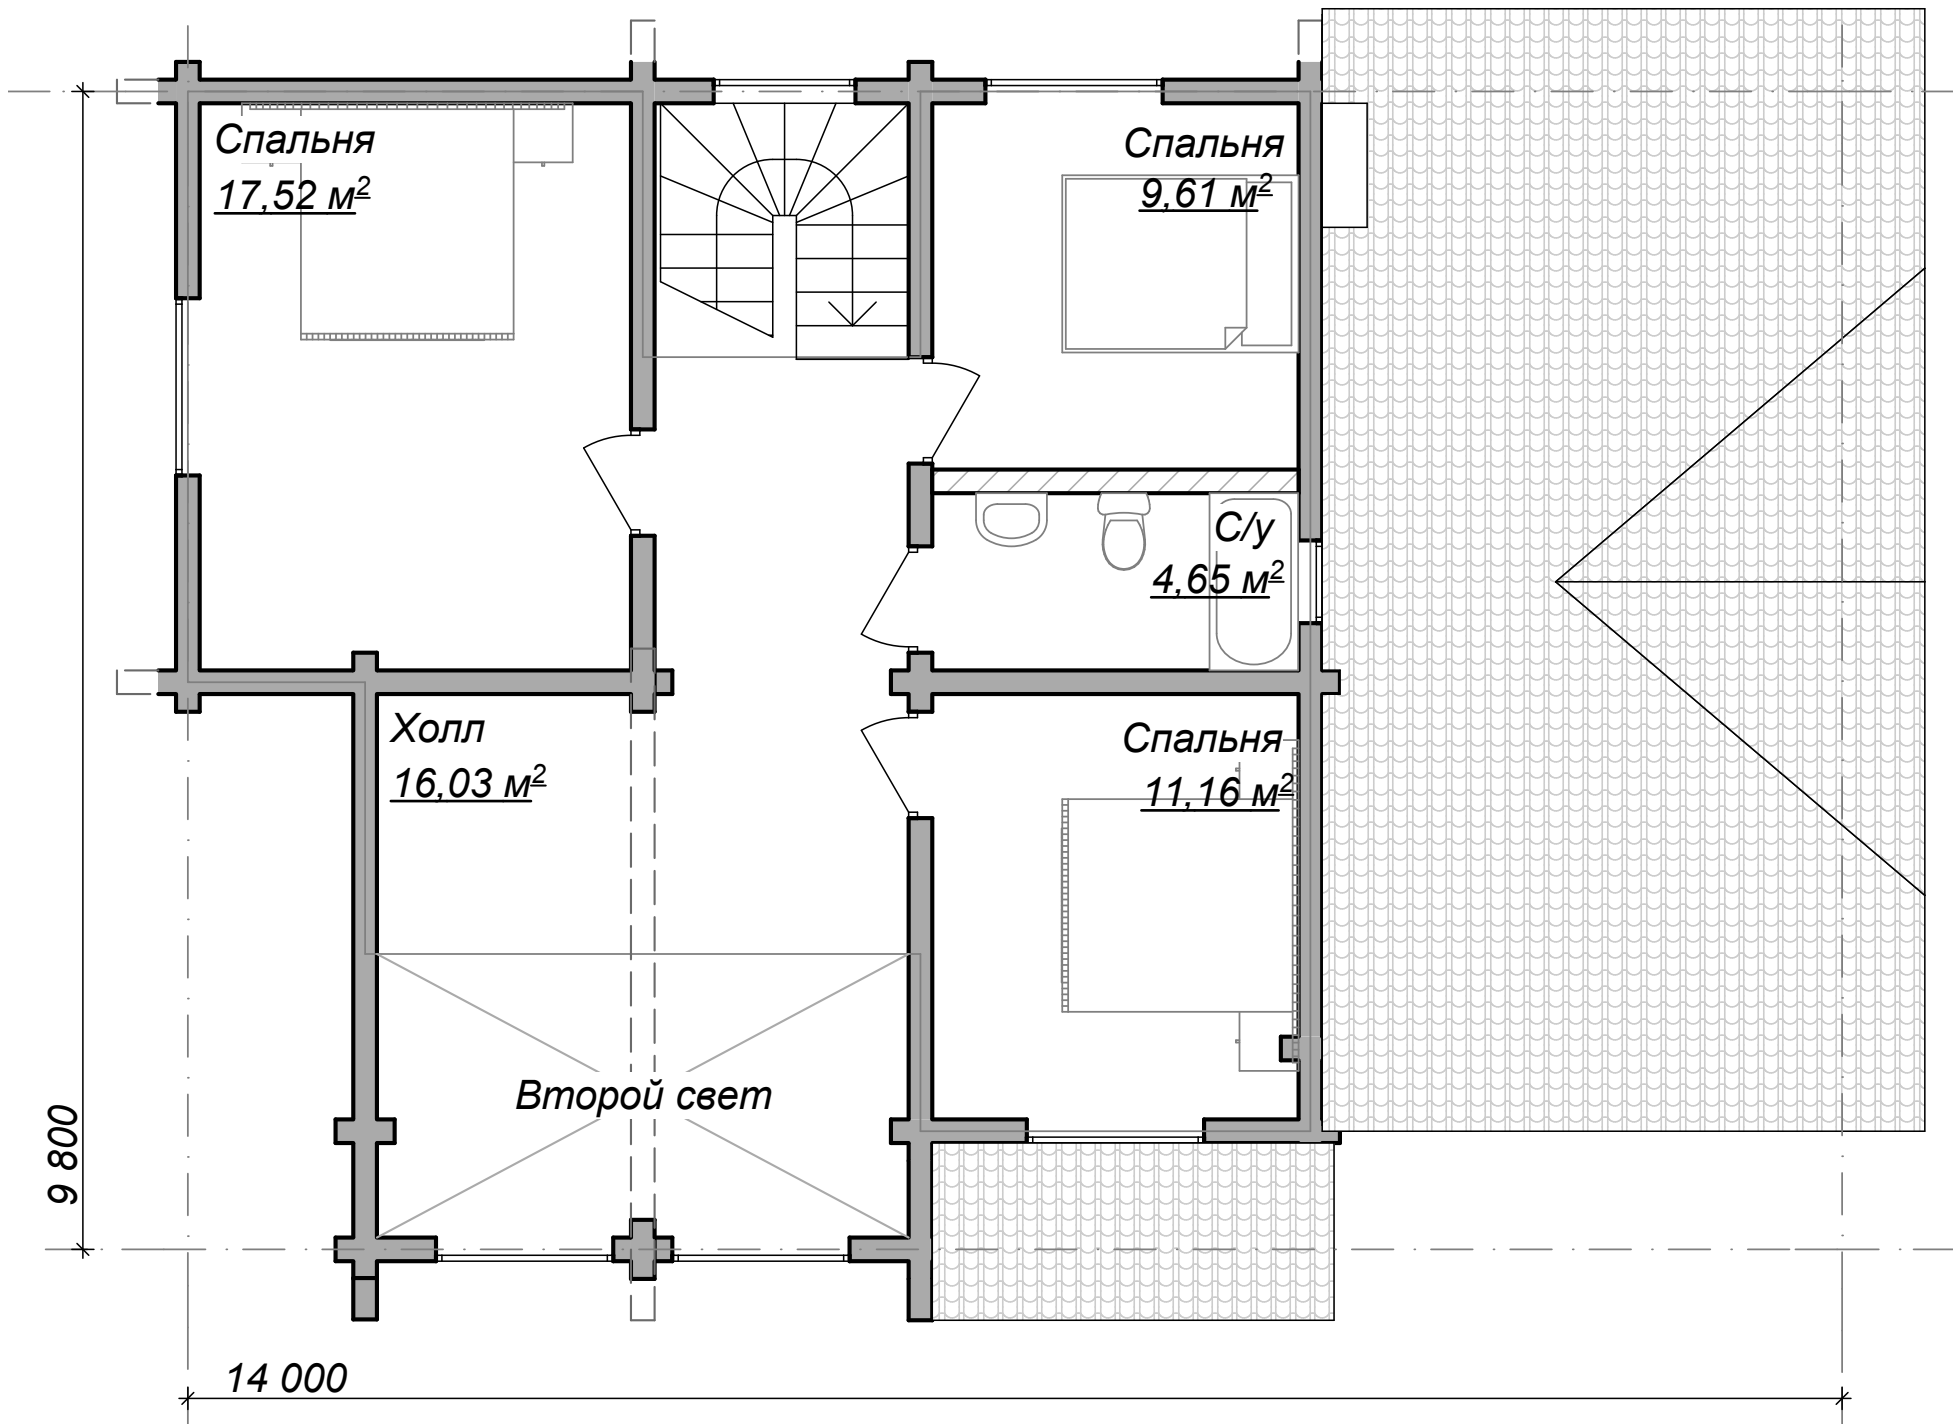 Спальня
17,52 м²
Спальня
9,61 м²
С/у
4,65 м²
Холл
16,03 м²
Спальня
11,16 м²
Второй свет
9 800
14 000